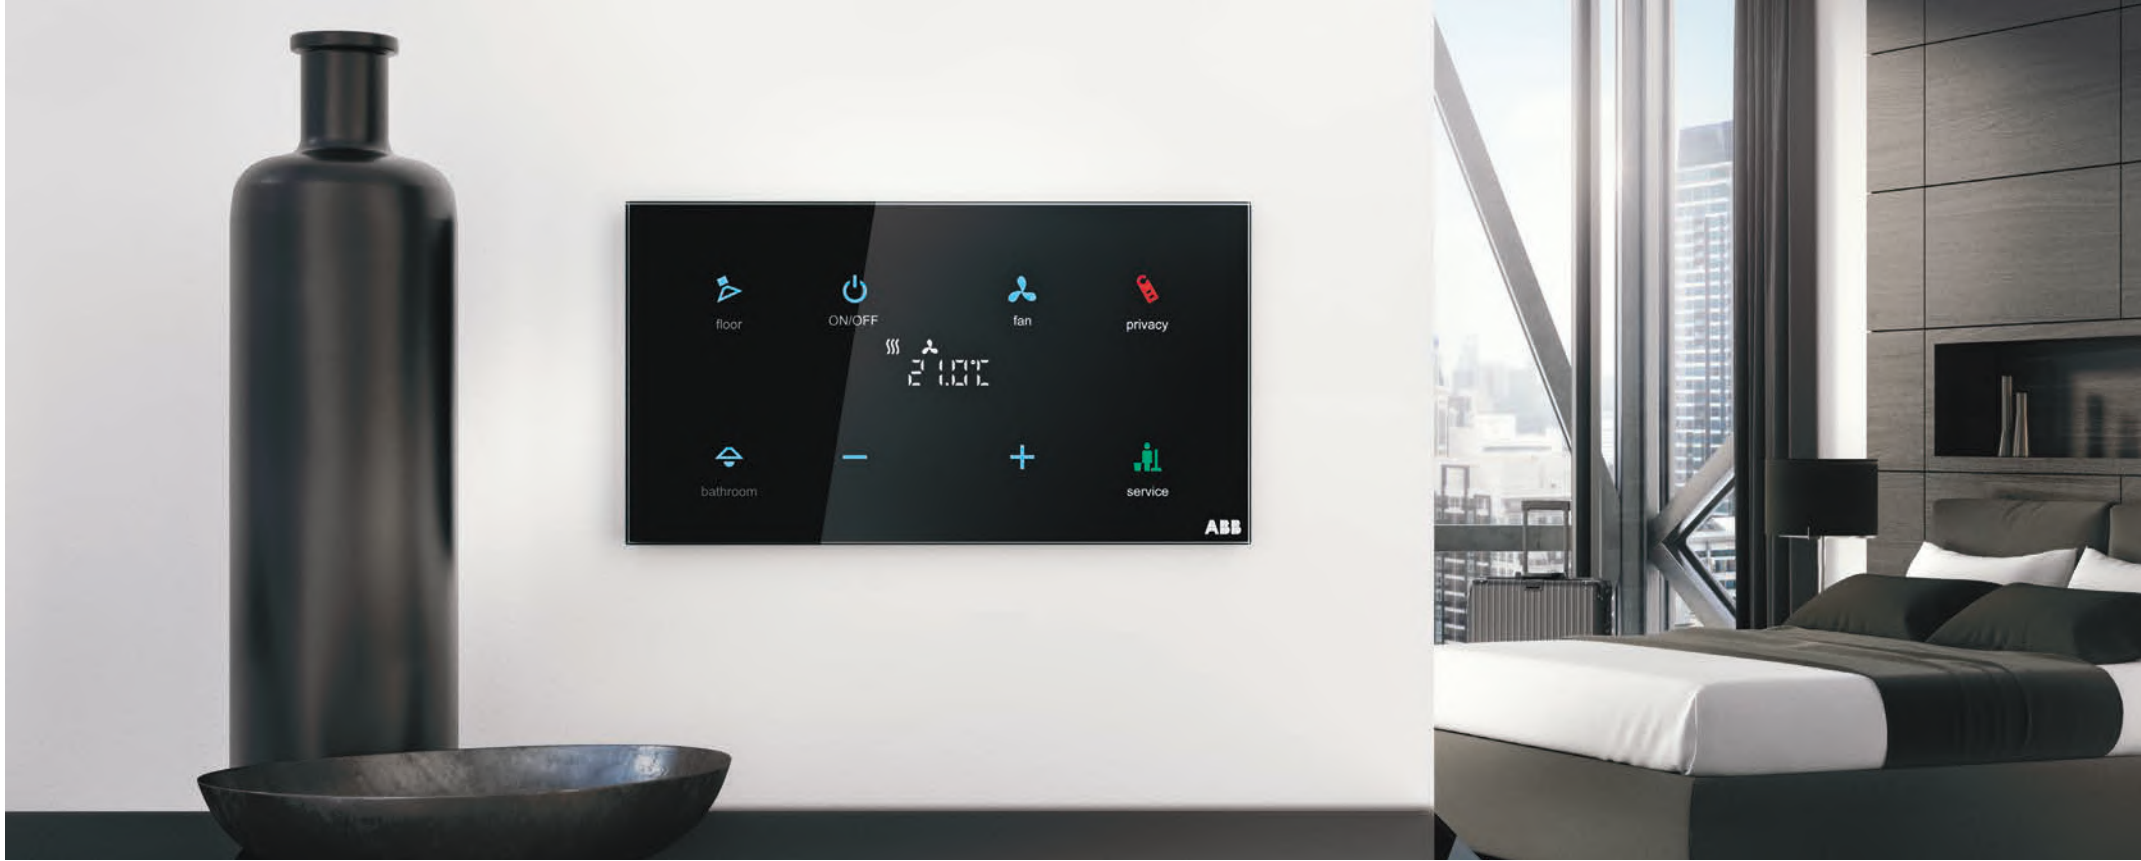 floor
ON/OFF
fan
privacy
21.0°C
bathroom
−
+
service
ABB